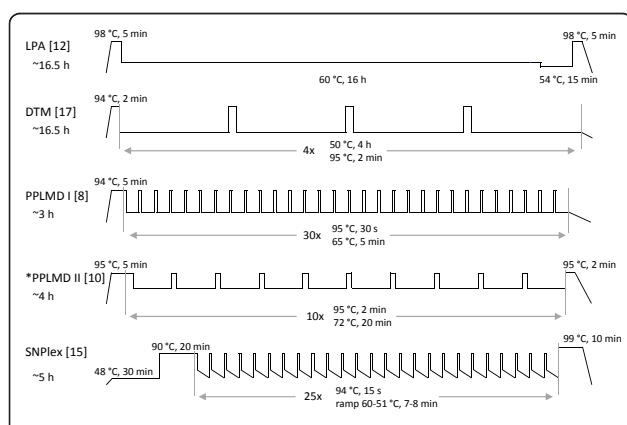 98 °C, 5 min
98 °C, 5 min
LPA [12]
~16.5 h
60 °C, 16 h
54 °C, 15 min
94 °C, 2 min
DTM [17]
~16.5 h
4x
50 °C, 4 h
95 °C, 2 min
94 °C, 5 min
PPLMD I [8]
~3 h
30x
95 °C, 30 s
65 °C, 5 min
95 °C, 5 min
95 °C, 2 min
*PPLMD II [10]
~4 h
10x
95 °C, 2 min
72 °C, 20 min
99 °C, 10 min
SNPlex [15]
90 °C, 20 min
~5 h
48 °C, 30 min
25x
94 °C, 15 s
ramp 60-51 °C, 7-8 min